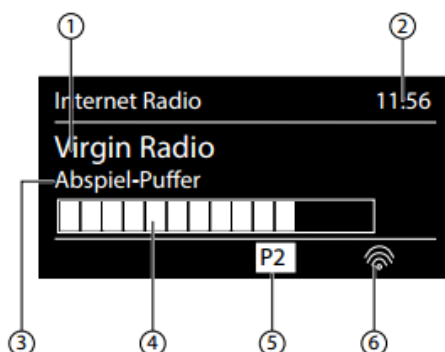 ① ②
Internet Radio 11:56
Virgin Radio
Abspiel-Puffer
P2
③ ④ ⑤ ⑥